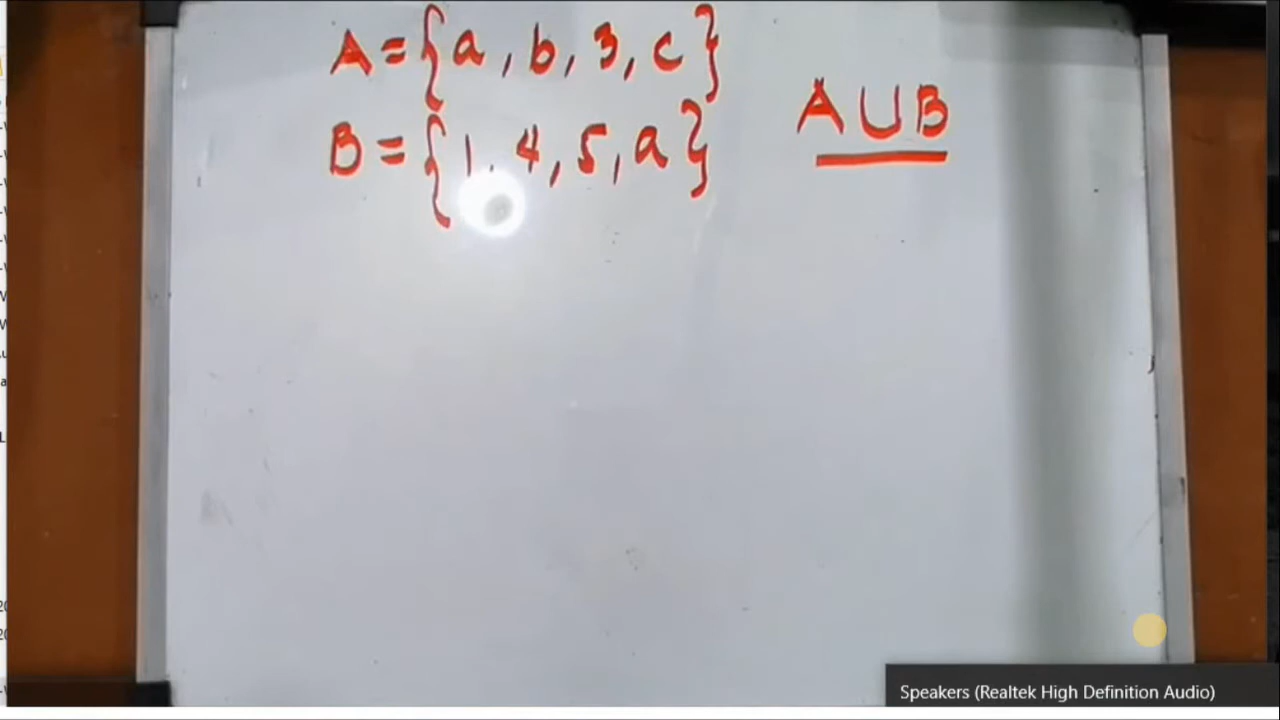 A = {a, b, 3, c}
B = {1, 4, 5, a}
A∪B
Speakers (Realtek High Definition Audio)